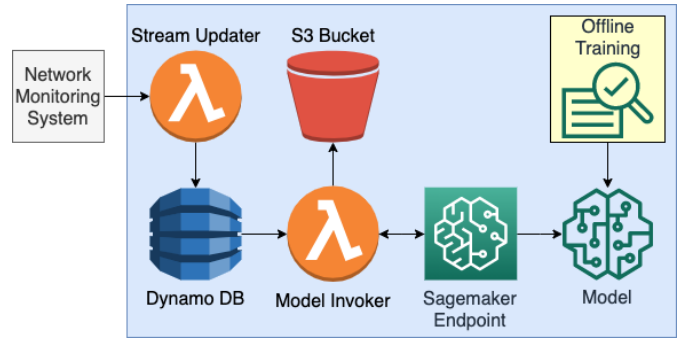 Stream Updater
S3 Bucket
Offline
Training
Network
Monitoring
System
Dynamo DB
Model Invoker
Sagemaker
Endpoint
Model